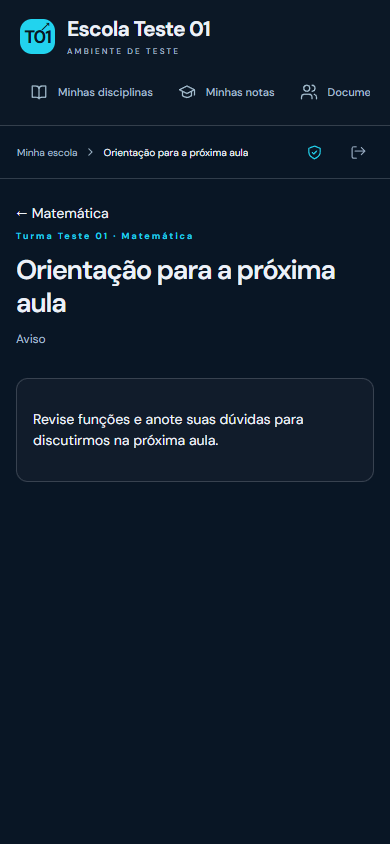 T01
Escola Teste 01
AMBIENTE DE TESTE
Minhas disciplinas
Minhas notas
Docume
Minha escola > Orientação para a próxima aula
← Matemática
Turma Teste 01 · Matemática
Orientação para a próxima
aula
Aviso
Revise funções e anote suas dúvidas para
discutirmos na próxima aula.